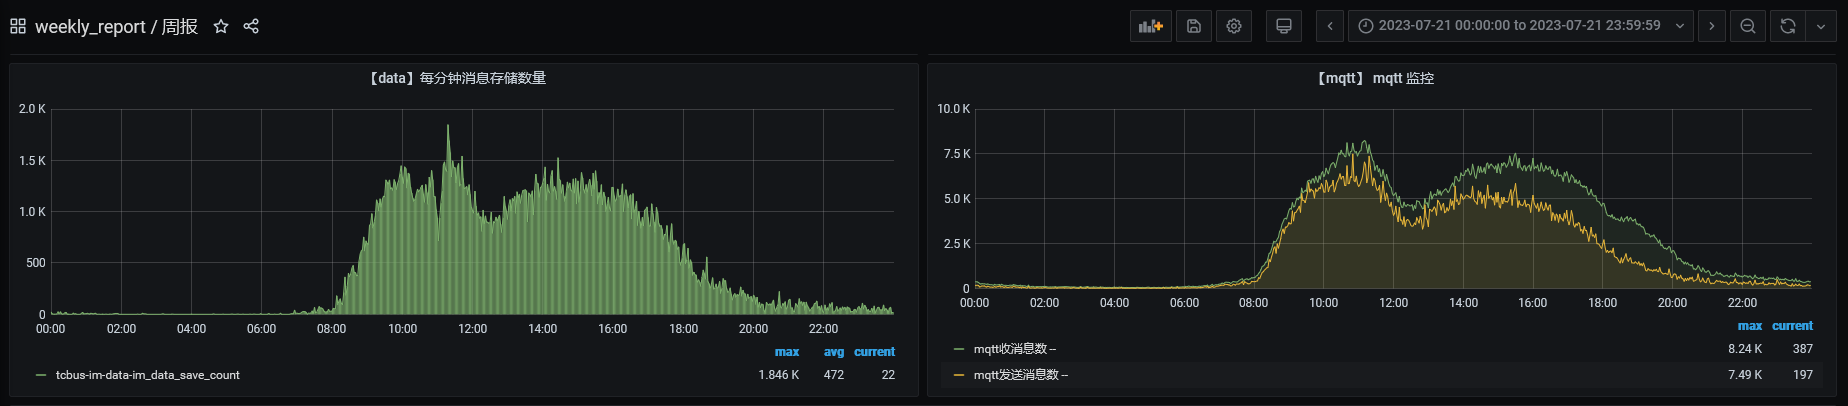 weekly_report / 周报
2023-07-21 00:00:00 to 2023-07-21 23:59:59
【data】每分钟消息存储数量
2.0 K
1.5 K
1.0 K
500
0
00:00 02:00 04:00 06:00 08:00 10:00 12:00 14:00 16:00 18:00 20:00 22:00
max avg current
tcbus-im-data-im_data_save_count 1.846 K 472 22
【mqtt】 mqtt 监控
10.0 K
7.5 K
5.0 K
2.5 K
0
00:00 02:00 04:00 06:00 08:00 10:00 12:00 14:00 16:00 18:00 20:00 22:00
max current
mqtt收消息数 -- 8.24 K 387
mqtt发送消息数 -- 7.49 K 197